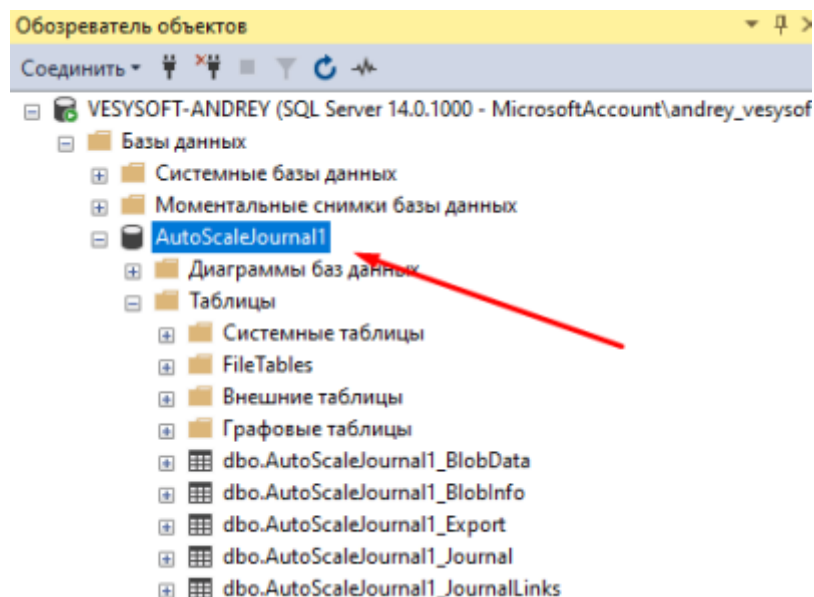 Обозреватель объектов
Соединить
VESYSOFT-ANDREY (SQL Server 14.0.1000 - MicrosoftAccount\andrey_vesysof
Базы данных
Системные базы данных
Моментальные снимки базы данных
AutoScaleJournal1
Диаграммы баз данных
Таблицы
Системные таблицы
FileTables
Внешние таблицы
Графовые таблицы
dbo.AutoScaleJournal1_BlobData
dbo.AutoScaleJournal1_BlobInfo
dbo.AutoScaleJournal1_Export
dbo.AutoScaleJournal1_Journal
dbo.AutoScaleJournal1_JournalLinks